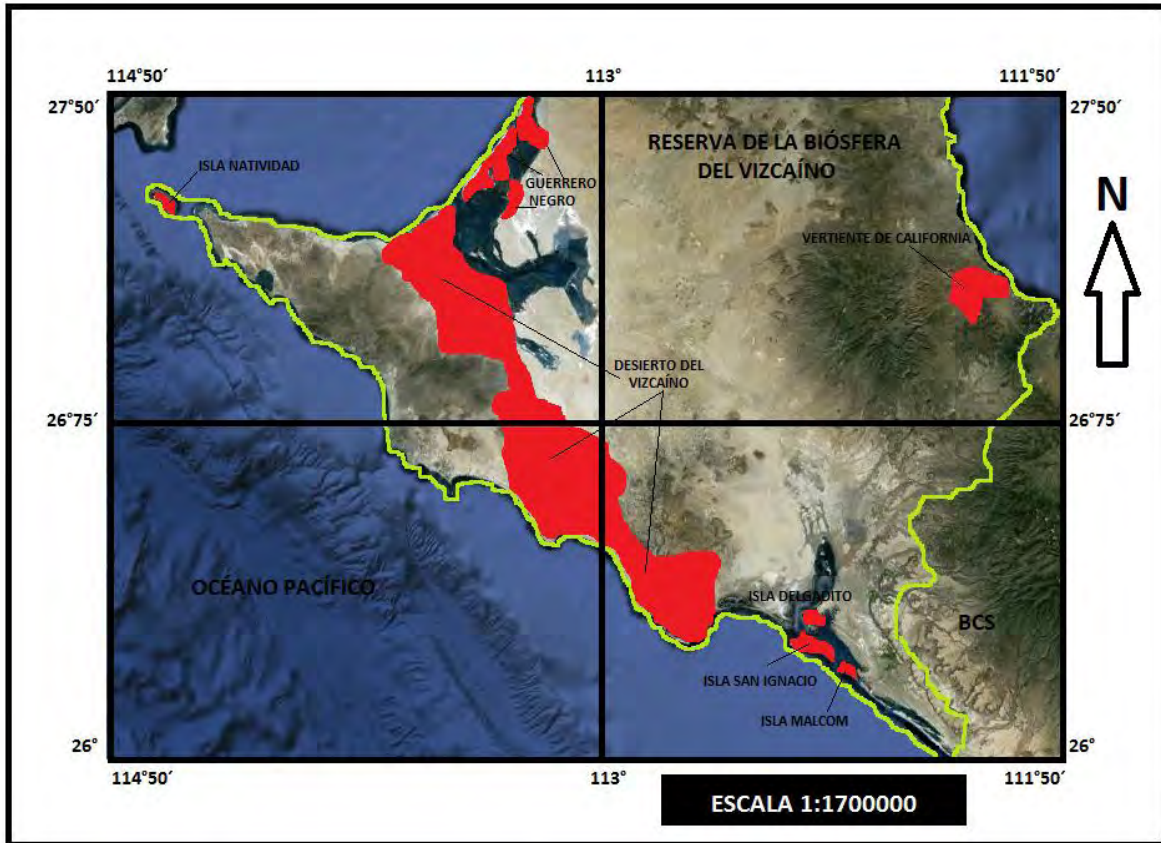 114°50´ 113° 111°50´
27°50´ 27°50´
RESERVA DE LA BIÓSFERA
DEL VIZCAÍNO
ISLA NATIVIDAD
GUERRERO
NEGRO
N
VERTIENTE DE CALIFORNIA
DESIERTO DEL
VIZCAÍNO
26°75´ 26°75´
OCÉANO PACÍFICO
ISLA DELGADITO
BCS
ISLA SAN IGNACIO
ISLA MALCOM
26° 26°
114°50´ 113° 111°50´
ESCALA 1:1700000